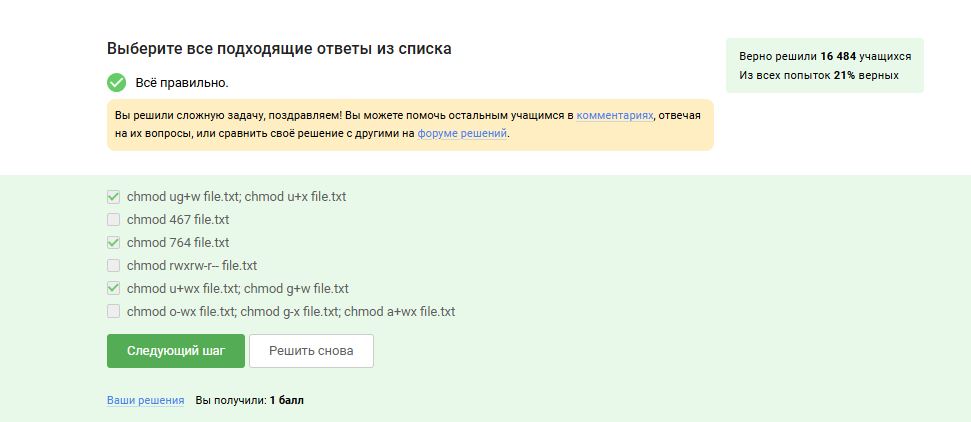 Выберите все подходящие ответы из списка
Всё правильно.
Вы решили сложную задачу, поздравляем! Вы можете помочь остальным учащимся в комментариях, отвечая
на их вопросы, или сравнить своё решение с другими на форуме решений.
Верно решили 16 484 учащихся
Из всех попыток 21% верных
chmod ug+w file.txt; chmod u+x file.txt
chmod 467 file.txt
chmod 764 file.txt
chmod rwxrw-r-- file.txt
chmod u+wx file.txt; chmod g+w file.txt
chmod o-wx file.txt; chmod g-x file.txt; chmod a+wx file.txt
Следующий шаг
Решить снова
Ваши решения Вы получили: 1 балл